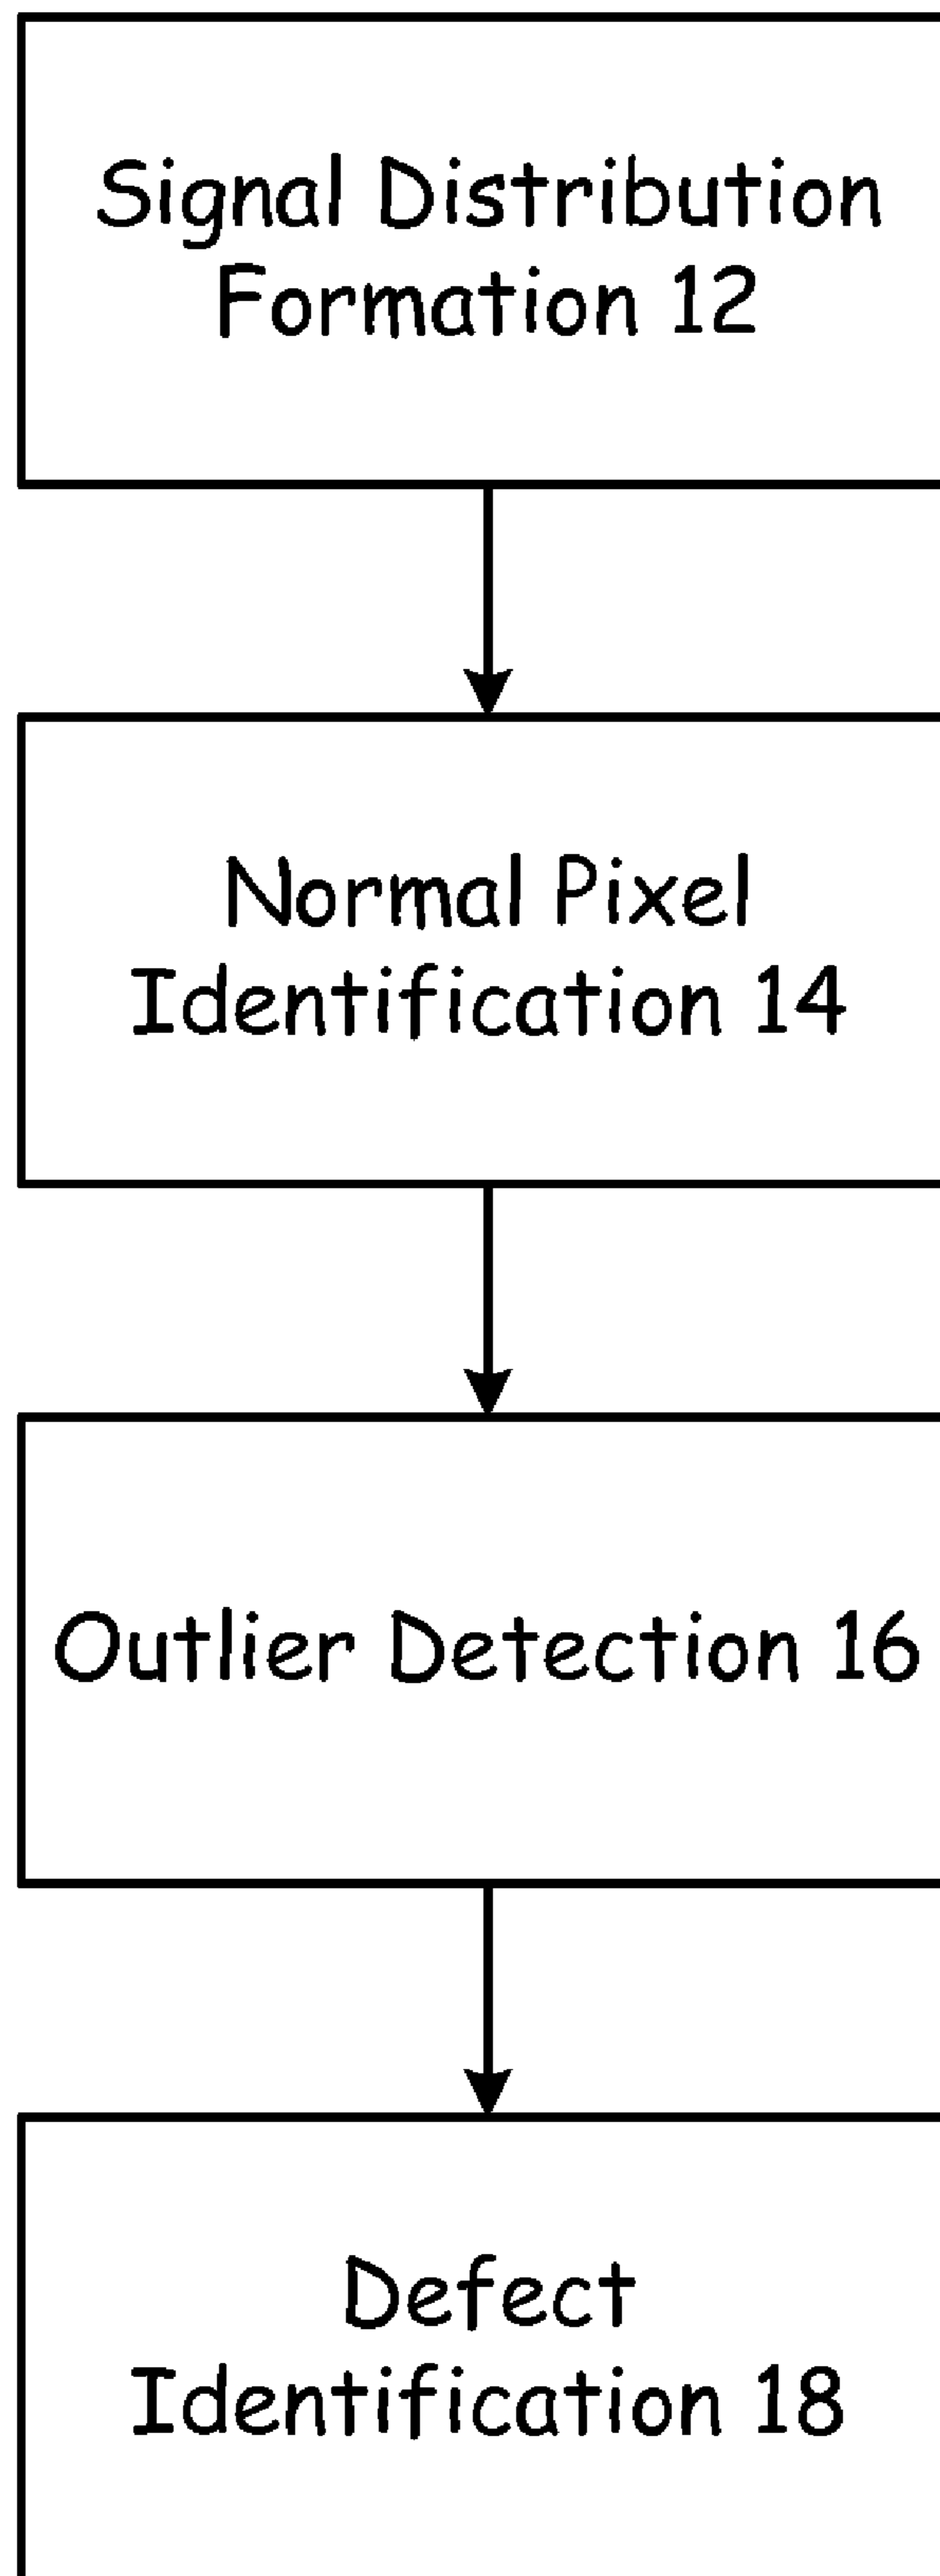 Signal Distribution
Formation 12
Normal Pixel
Identification 14
Outlier Detection 16
Defect
Identification 18